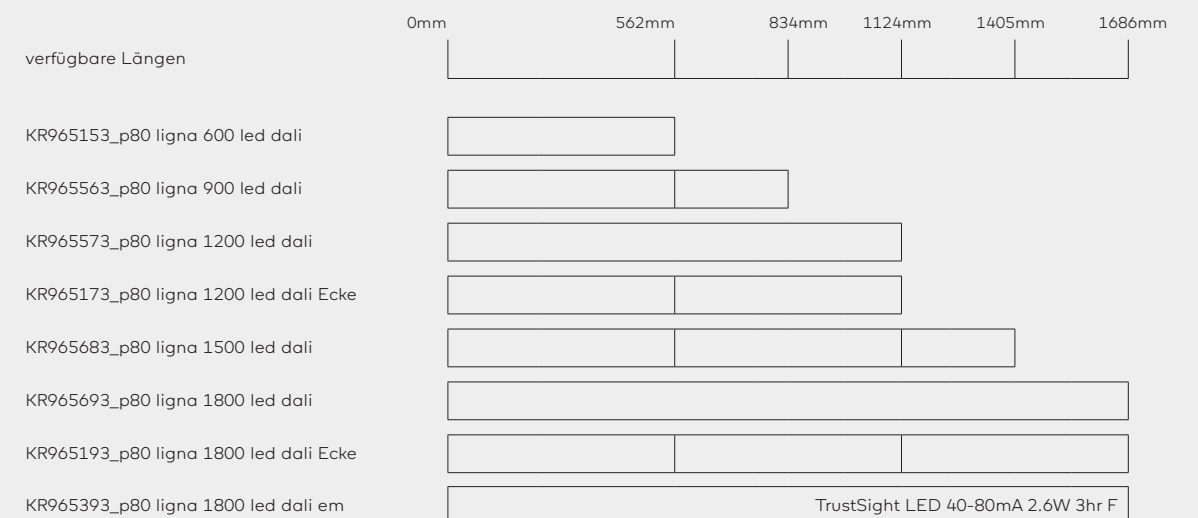 0mm 562mm 834mm 1124mm 1405mm 1686mm
verfügbare Längen
KR965153_p80 ligna 600 led dali
KR965563_p80 ligna 900 led dali
KR965573_p80 ligna 1200 led dali
KR965173_p80 ligna 1200 led dali Ecke
KR965683_p80 ligna 1500 led dali
KR965693_p80 ligna 1800 led dali
KR965193_p80 ligna 1800 led dali Ecke
KR965393_p80 ligna 1800 led dali em TrustSight LED 40-80mA 2.6W 3hr F